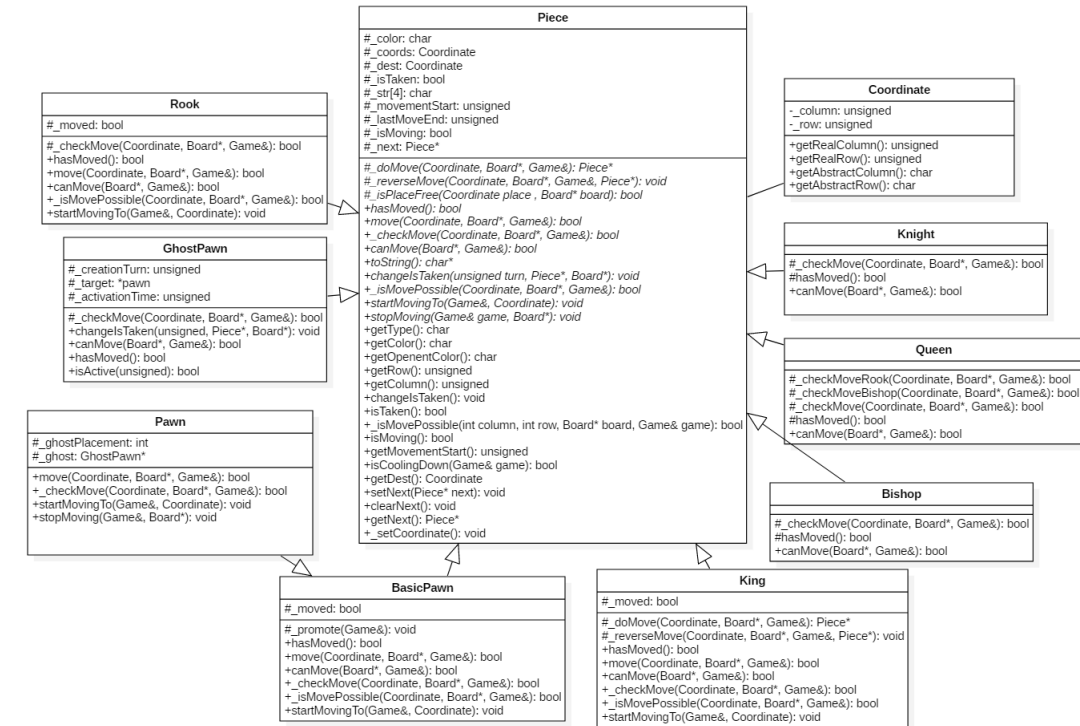 Piece
#_color: char
#_coords: Coordinate
#_dest: Coordinate
#_isTaken: bool
#_str[4]: char
#_movementStart: unsigned
#_lastMoveEnd: unsigned
#_isMoving: bool
#_next: Piece*
#_doMove(Coordinate, Board*, Game&): Piece*
#_reverseMove(Coordinate, Board*, Game&, Piece*): void
#_isPlaceFree(Coordinate place , Board* board): bool
+hasMoved(): bool
+move(Coordinate, Board*, Game&): bool
+_checkMove(Coordinate, Board*, Game&): bool
+canMove(Board*, Game&): bool
+toString(): char*
+changeIsTaken(unsigned turn, Piece*, Board*): void
+_isMovePossible(Coordinate, Board*, Game&): bool
+startMovingTo(Game&, Coordinate): void
+stopMoving(Game& game, Board*): void
+getType(): char
+getColor(): char
+getOpenentColor(): char
+getRow(): unsigned
+getColumn(): unsigned
+changeIsTaken(): void
+isTaken(): bool
+_isMovePossible(int column, int row, Board* board, Game& game): bool
+isMoving(): bool
+getMovementStart(): unsigned
+isCoolingDown(Game& game): bool
+getDest(): Coordinate
+setNext(Piece* next): void
+clearNext(): void
+getNext(): Piece*
+_setCoordinate(): void
Rook
#_moved: bool
#_checkMove(Coordinate, Board*, Game&): bool
+hasMoved(): bool
+move(Coordinate, Board*, Game&): bool
+canMove(Board*, Game&): bool
+_isMovePossible(Coordinate, Board*, Game&): bool
+startMovingTo(Game&, Coordinate): void
GhostPawn
#_creationTurn: unsigned
#_target: *pawn
#_activationTime: unsigned
#_checkMove(Coordinate, Board*, Game&): bool
+changeIsTaken(unsigned, Piece*, Board*): void
+canMove(Board*, Game&): bool
+hasMoved(): bool
+isActive(unsigned): bool
Pawn
#_ghostPlacement: int
#_ghost: GhostPawn*
+move(Coordinate, Board*, Game&): bool
+_checkMove(Coordinate, Board*, Game&): bool
+startMovingTo(Game&, Coordinate): void
+stopMoving(Game&, Board*): void
BasicPawn
#_moved: bool
#_promote(Game&): void
+hasMoved(): bool
+move(Coordinate, Board*, Game&): bool
+canMove(Board*, Game&): bool
+_checkMove(Coordinate, Board*, Game&): bool
+_isMovePossible(Coordinate, Board*, Game&): bool
+startMovingTo(Game&, Coordinate): void
Coordinate
-_column: unsigned
-_row: unsigned
+getRealColumn(): unsigned
+getRealRow(): unsigned
+getAbstractColumn(): char
+getAbstractRow(): char
Knight
#_checkMove(Coordinate, Board*, Game&): bool
#hasMoved(): bool
+canMove(Board*, Game&): bool
Queen
#_checkMoveRook(Coordinate, Board*, Game&): bool
#_checkMoveBishop(Coordinate, Board*, Game&): bool
#_checkMove(Coordinate, Board*, Game&): bool
#hasMoved(): bool
+canMove(Board*, Game&): bool
Bishop
#_checkMove(Coordinate, Board*, Game&): bool
#hasMoved(): bool
+canMove(Board*, Game&): bool
King
#_moved: bool
#_doMove(Coordinate, Board*, Game&): Piece*
#_reverseMove(Coordinate, Board*, Game&, Piece*): void
+hasMoved(): bool
+move(Coordinate, Board*, Game&): bool
+canMove(Board*, Game&): bool
+_checkMove(Coordinate, Board*, Game&): bool
+_isMovePossible(Coordinate, Board*, Game&): bool
+startMovingTo(Game&, Coordinate): void